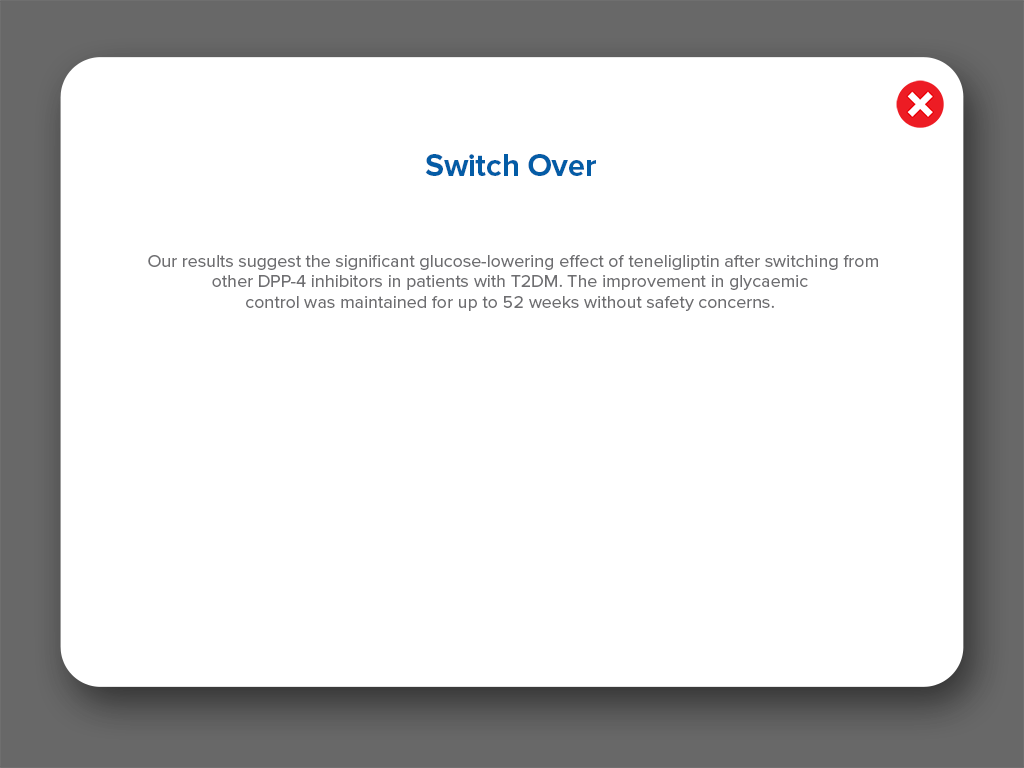 Switch Over
Our results suggest the significant glucose-lowering effect of teneligliptin after switching from
other DPP-4 inhibitors in patients with T2DM. The improvement in glycaemic
control was maintained for up to 52 weeks without safety concerns.